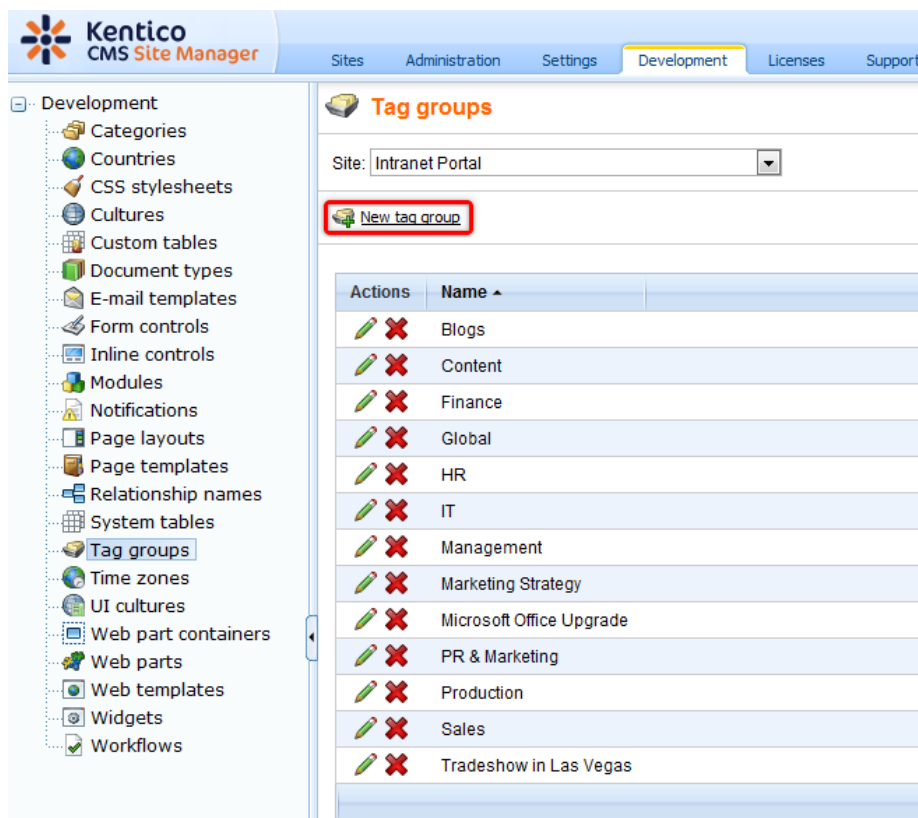 Kentico
CMS Site Manager
Sites Administration Settings Development Licenses Support
Development
Categories
Countries
CSS stylesheets
Cultures
Custom tables
Document types
E-mail templates
Form controls
Inline controls
Modules
Notifications
Page layouts
Page templates
Relationship names
System tables
Tag groups
Time zones
UI cultures
Web part containers
Web parts
Web templates
Widgets
Workflows
Tag groups
Site: Intranet Portal
New tag group
Actions Name
Blogs
Content
Finance
Global
HR
IT
Management
Marketing Strategy
Microsoft Office Upgrade
PR & Marketing
Production
Sales
Tradeshow in Las Vegas